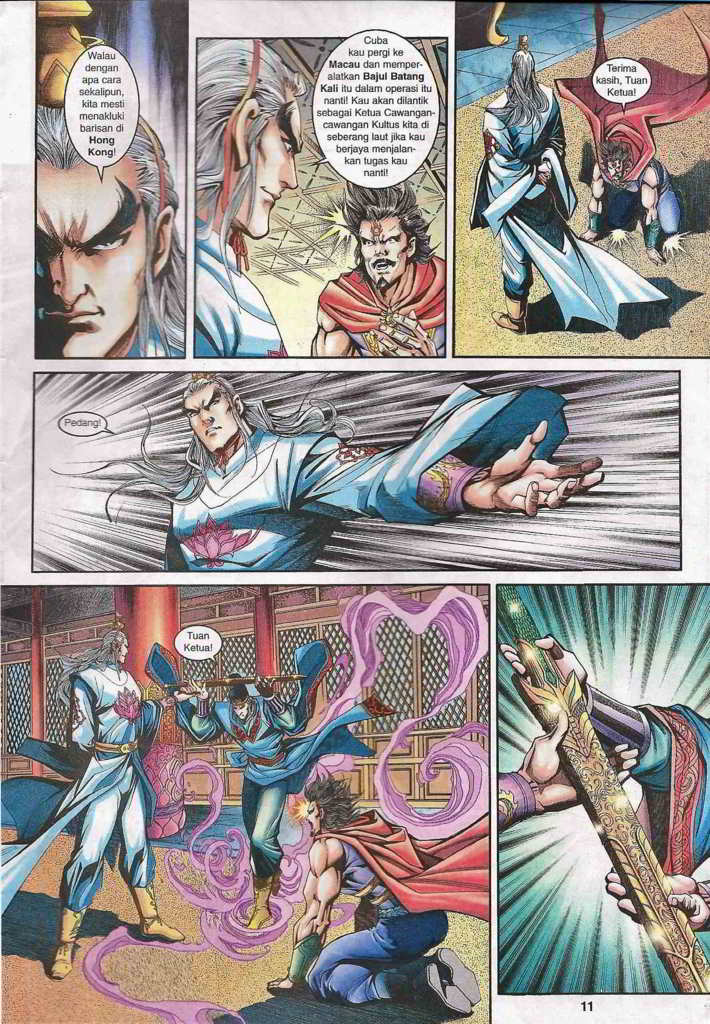 Walau
dengan
apa cara
sekalipun,
kita mesti
menakluki
barisan di
Hong
Kong!
Cuba
kau pergi ke
Macau dan memper-
alatkan Bajul Batang
Kali itu dalam operasi itu
nanti! Kau akan dilantik
sebagai Ketua Cawangan-
cawangan Kultus kita di
seberang laut jika kau
berjaya menjalan-
kan tugas kau
nanti!
Terima
kasih, Tuan
Ketua!
Pedang!
Tuan
Ketua!
11